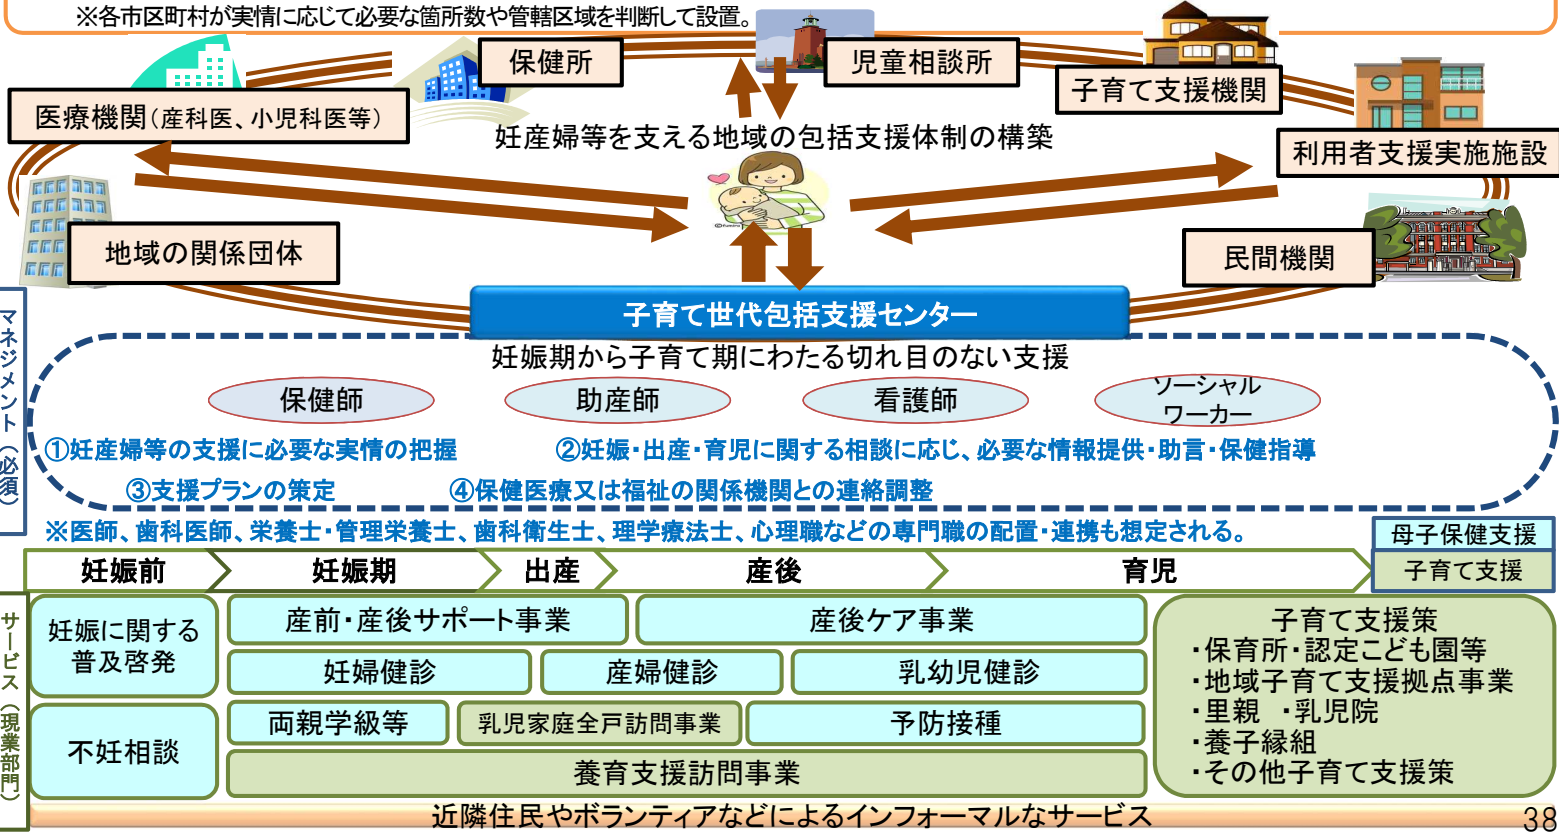 ※各市区町村が実情に応じて必要な箇所数や管轄区域を判断して設置。
保健所
児童相談所
子育て支援機関
医療機関(産科医、小児科医等)
妊産婦等を支える地域の包括支援体制の構築
利用者支援実施施設
地域の関係団体
民間機関
子育て世代包括支援センター
妊娠期から子育て期にわたる切れ目のない支援
マネジメント(必須)
保健師
助産師
看護師
ソーシャル
ワーカー
①妊産婦等の支援に必要な実情の把握
②妊娠・出産・育児に関する相談に応じ、必要な情報提供・助言・保健指導
③支援プランの策定
④保健医療又は福祉の関係機関との連絡調整
※医師、歯科医師、栄養士・管理栄養士、歯科衛生士、理学療法士、心理職などの専門職の配置・連携も想定される。
母子保健支援
子育て支援
妊娠前
妊娠期
出産
産後
育児
サービス(現業部門)
妊娠に関する
普及啓発
産前・産後サポート事業
産後ケア事業
妊婦健診
産婦健診
乳幼児健診
不妊相談
両親学級等
乳児家庭全戸訪問事業
予防接種
養育支援訪問事業
子育て支援策
・保育所・認定こども園等
・地域子育て支援拠点事業
・里親 ・乳児院
・養子縁組
・その他子育て支援策
近隣住民やボランティアなどによるインフォーマルなサービス
38